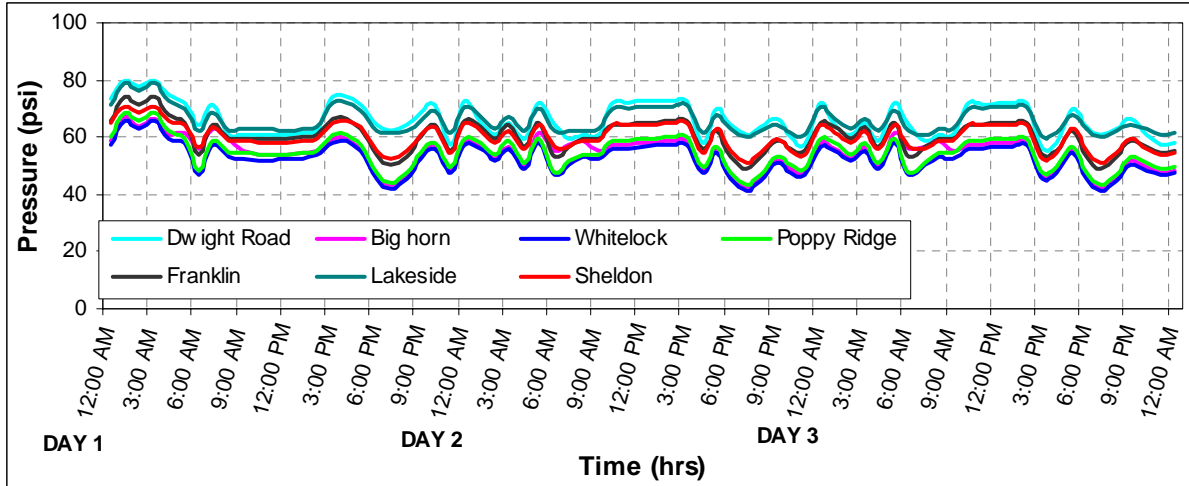 Pressure (psi)
100
80
60
40
20
0
Dwight Road
Big horn
Whitelock
Poppy Ridge
Franklin
Lakeside
Sheldon
12:00 AM
3:00 AM
6:00 AM
9:00 AM
12:00 PM
3:00 PM
6:00 PM
9:00 PM
12:00 AM
3:00 AM
6:00 AM
9:00 AM
12:00 PM
3:00 PM
6:00 PM
9:00 PM
12:00 AM
3:00 AM
6:00 AM
9:00 AM
12:00 PM
3:00 PM
6:00 PM
9:00 PM
12:00 AM
DAY 1
DAY 2
DAY 3
Time (hrs)